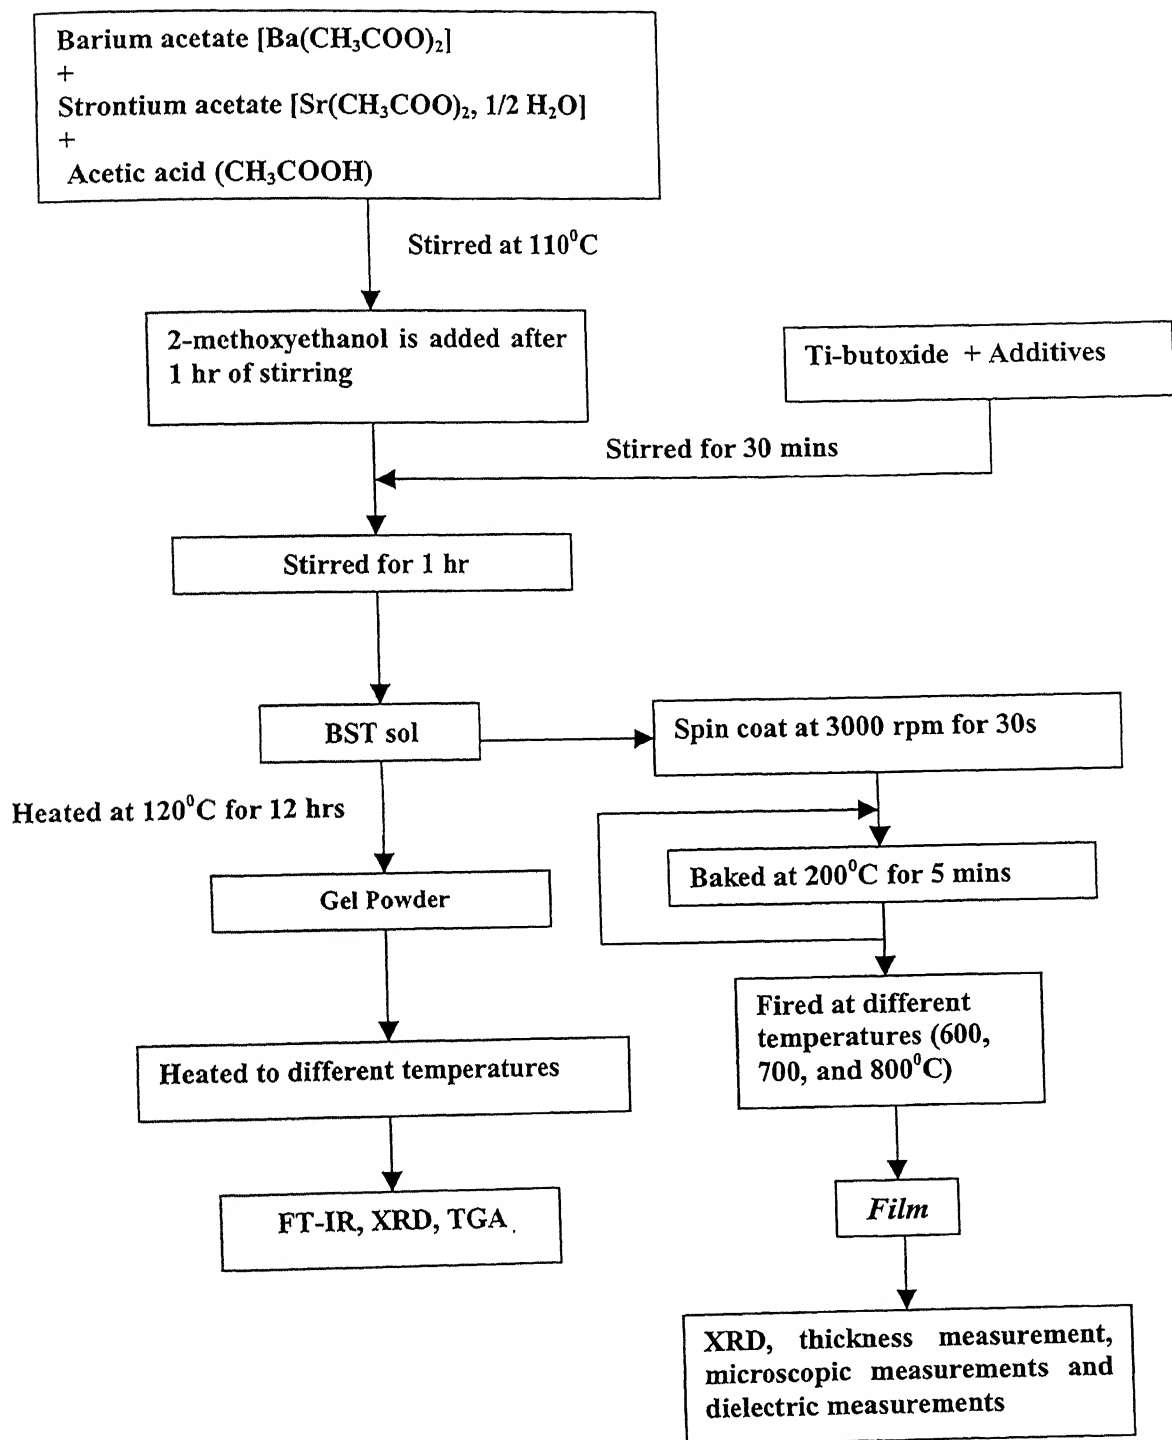 Barium acetate [Ba(CH₃COO)₂]
+
Strontium acetate [Sr(CH₃COO)₂, 1/2 H₂O]
+
Acetic acid (CH₃COOH)
Stirred at 110⁰C
2-methoxyethanol is added after
1 hr of stirring
Ti-butoxide + Additives
Stirred for 30 mins
Stirred for 1 hr
BST sol
Spin coat at 3000 rpm for 30s
Heated at 120⁰C for 12 hrs
Baked at 200⁰C for 5 mins
Gel Powder
Fired at different
temperatures (600,
700, and 800⁰C)
Heated to different temperatures
Film
FT-IR, XRD, TGA.
XRD, thickness measurement,
microscopic measurements and
dielectric measurements